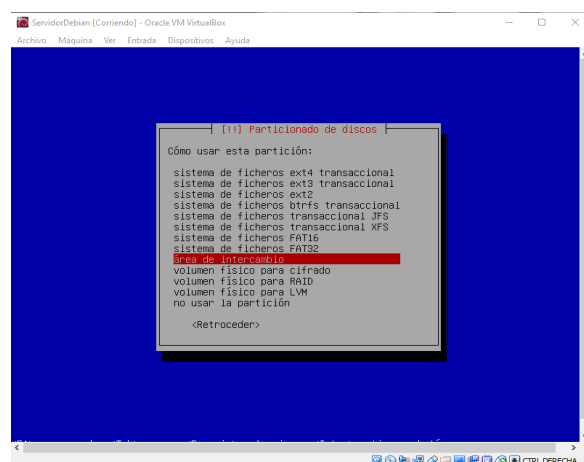 ServidorDebian [Corriendo] - Oracle VM VirtualBox
Archivo Máquina Ver Entrada Dispositivos Ayuda
[!!] Particionado de discos
Cómo usar esta partición:
sistema de ficheros ext4 transaccional
sistema de ficheros ext3 transaccional
sistema de ficheros ext2
sistema de ficheros btrfs transaccional
sistema de ficheros transaccional JFS
sistema de ficheros transaccional XFS
sistema de ficheros FAT16
sistema de ficheros FAT32
área de intercambio
volumen físico para cifrado
volumen físico para RAID
volumen físico para LVM
no usar la partición
<Retroceder>
CTRL DERECHA